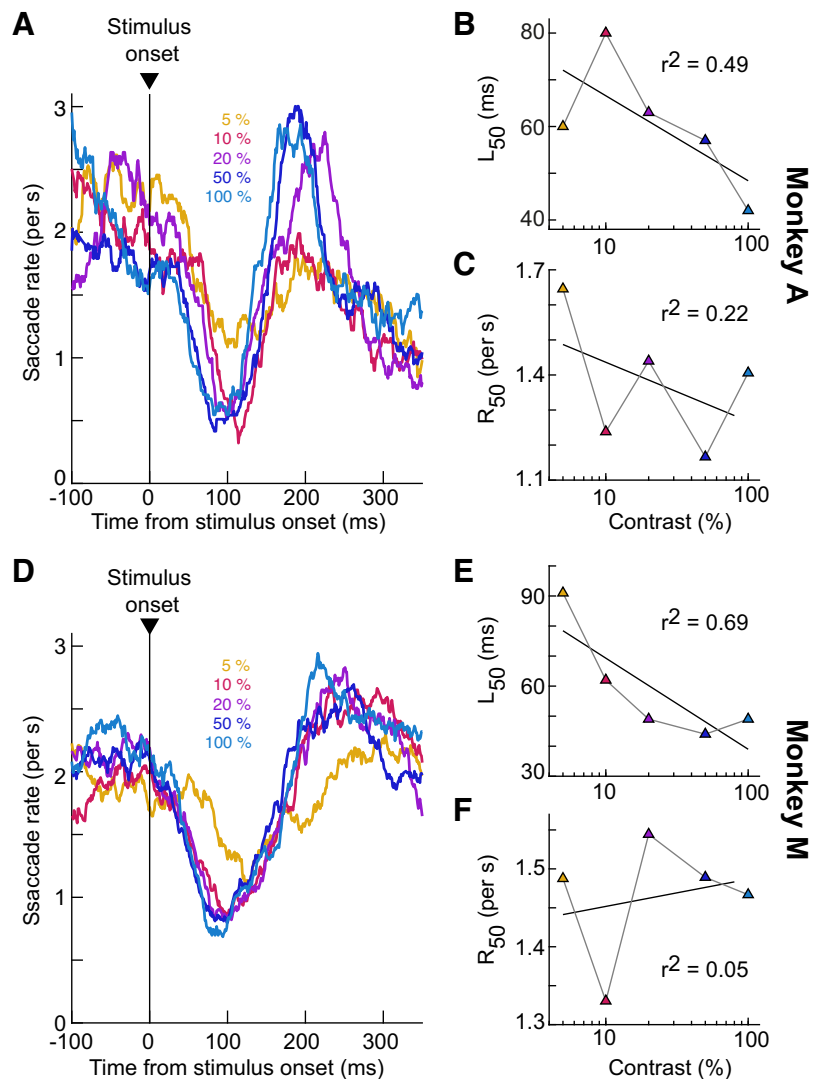 A
Stimulus
onset
3
2
1
0
Saccade rate (per s)
5 %
10 %
20 %
50 %
100 %
-100 0 100 200 300
Time from stimulus onset (ms)
B
80
60
40
L50 (ms)
r2 = 0.49
10 100
C
1.7
1.4
1.1
R50 (per s)
r2 = 0.22
10 100
Contrast (%)
Monkey A
D
Stimulus
onset
3
2
1
0
Ssaccade rate (per s)
5 %
10 %
20 %
50 %
100 %
-100 0 100 200 300
Time from stimulus onset (ms)
E
90
60
30
L50 (ms)
r2 = 0.69
10 100
F
1.5
1.4
1.3
R50 (per s)
r2 = 0.05
10 100
Contrast (%)
Monkey M